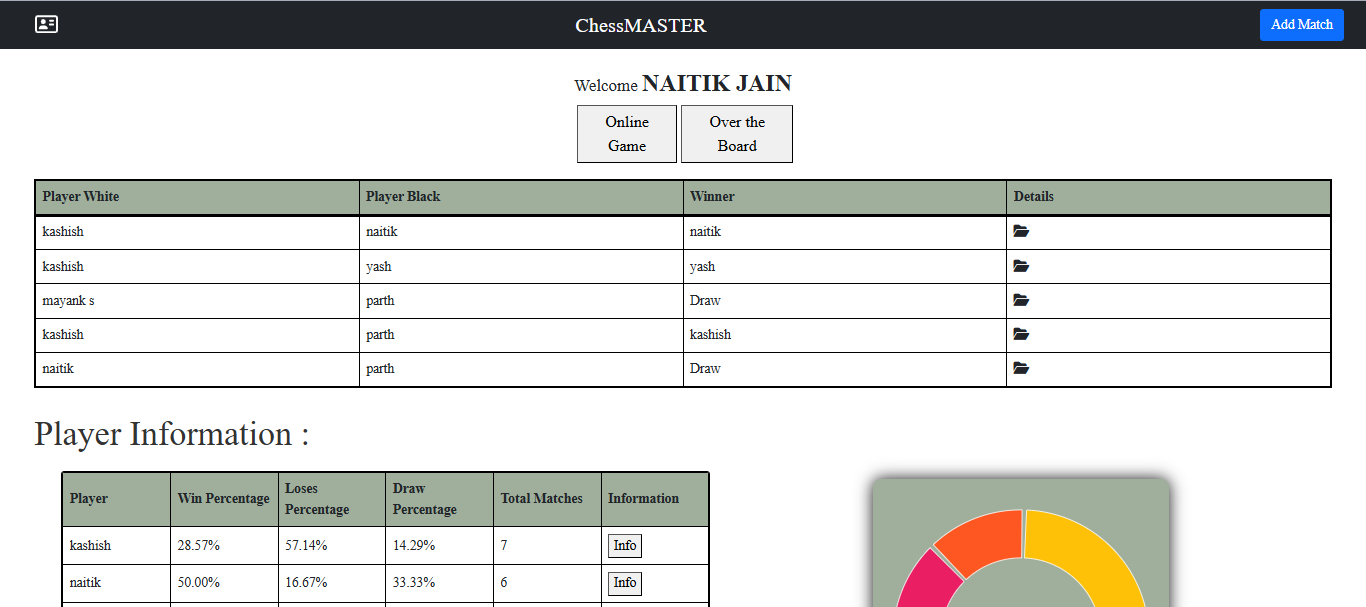 ChessMASTER
Add Match
Welcome NAITIK JAIN
Online
Game
Over the
Board
Player White Player Black Winner Details
kashish naitik naitik
kashish yash yash
mayank s parth Draw
kashish parth kashish
naitik parth Draw
Player Information :
Player Win Percentage Loses Percentage Draw Percentage Total Matches Information
kashish 28.57% 57.14% 14.29% 7 Info
naitik 50.00% 16.67% 33.33% 6 Info